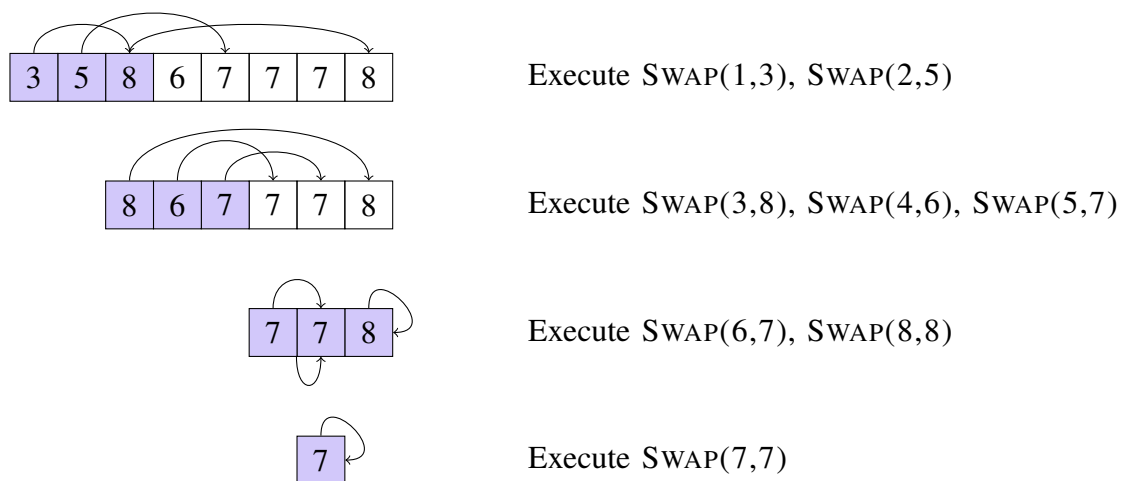 3 5 8 6 7 7 7 8 Execute SWAP(1,3), SWAP(2,5)
8 6 7 7 7 8 Execute SWAP(3,8), SWAP(4,6), SWAP(5,7)
7 7 8 Execute SWAP(6,7), SWAP(8,8)
7 Execute SWAP(7,7)